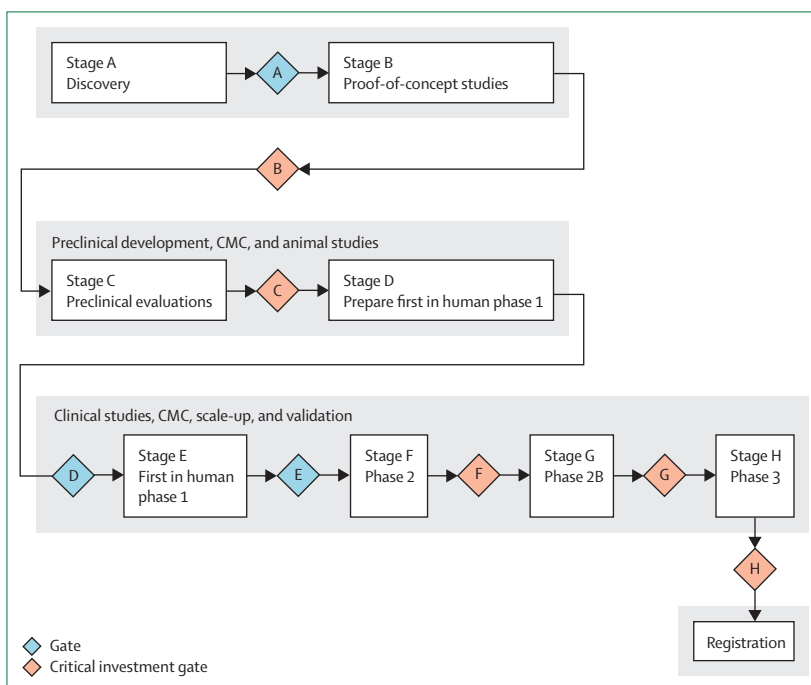 Stage A
Discovery
A
Stage B
Proof-of-concept studies
B
Preclinical development, CMC, and animal studies
Stage C
Preclinical evaluations
C
Stage D
Prepare first in human phase 1
Clinical studies, CMC, scale-up, and validation
D
Stage E
First in human
phase 1
E
Stage F
Phase 2
F
Stage G
Phase 2B
G
Stage H
Phase 3
H
Registration
Gate
Critical investment gate